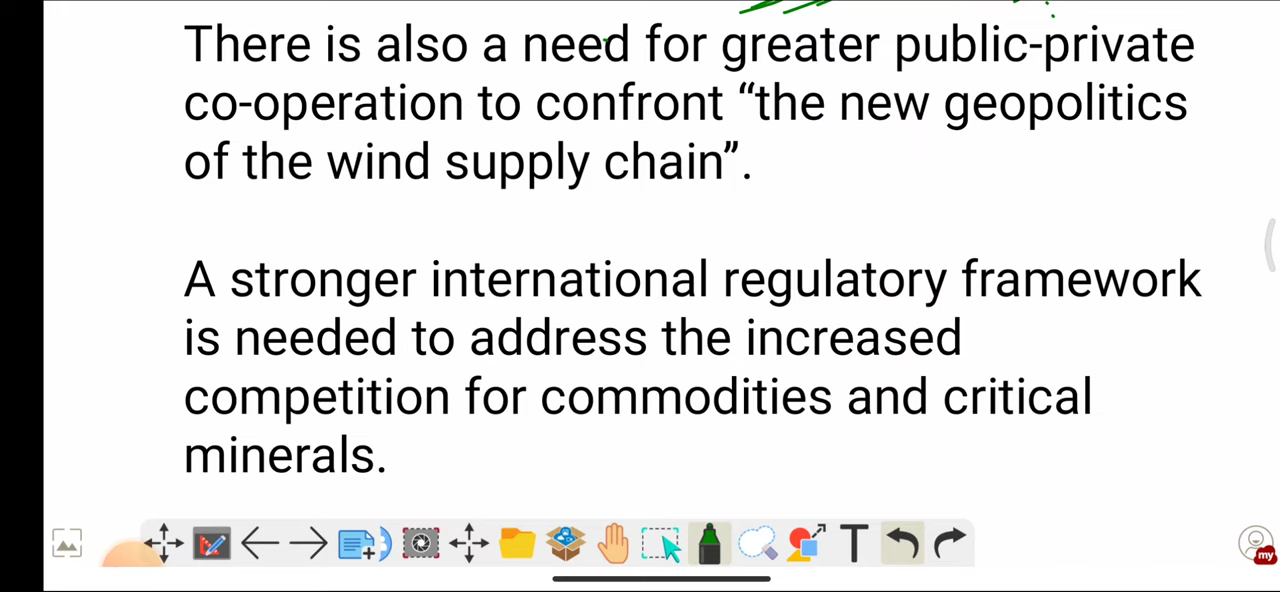 There is also a need for greater public-private
co-operation to confront “the new geopolitics
of the wind supply chain”.
A stronger international regulatory framework
is needed to address the increased
competition for commodities and critical
minerals.
T
my